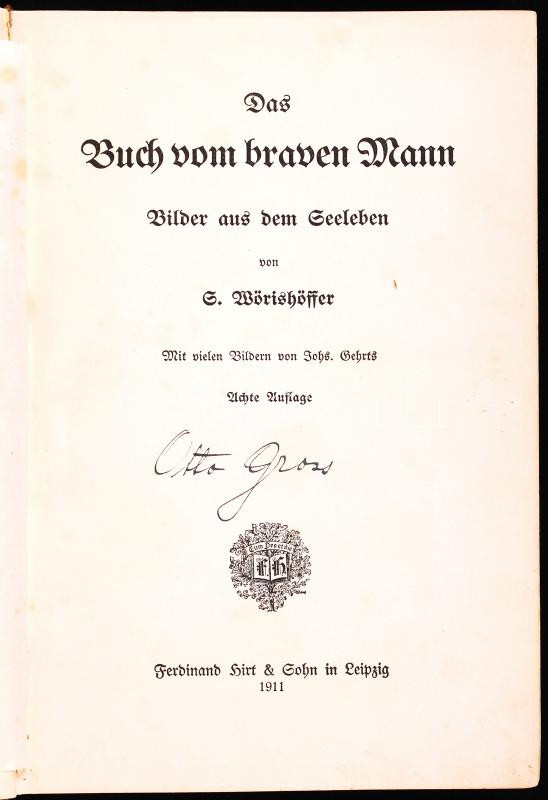 Das
Buch vom braven Mann
Bilder aus dem Seeleben
von
S. Wörishöffer
Mit vielen Bildern von Johs. Gehrts
Achte Auflage
Otto Gross
F. H.
Ferdinand Hirt & Sohn in Leipzig
1911